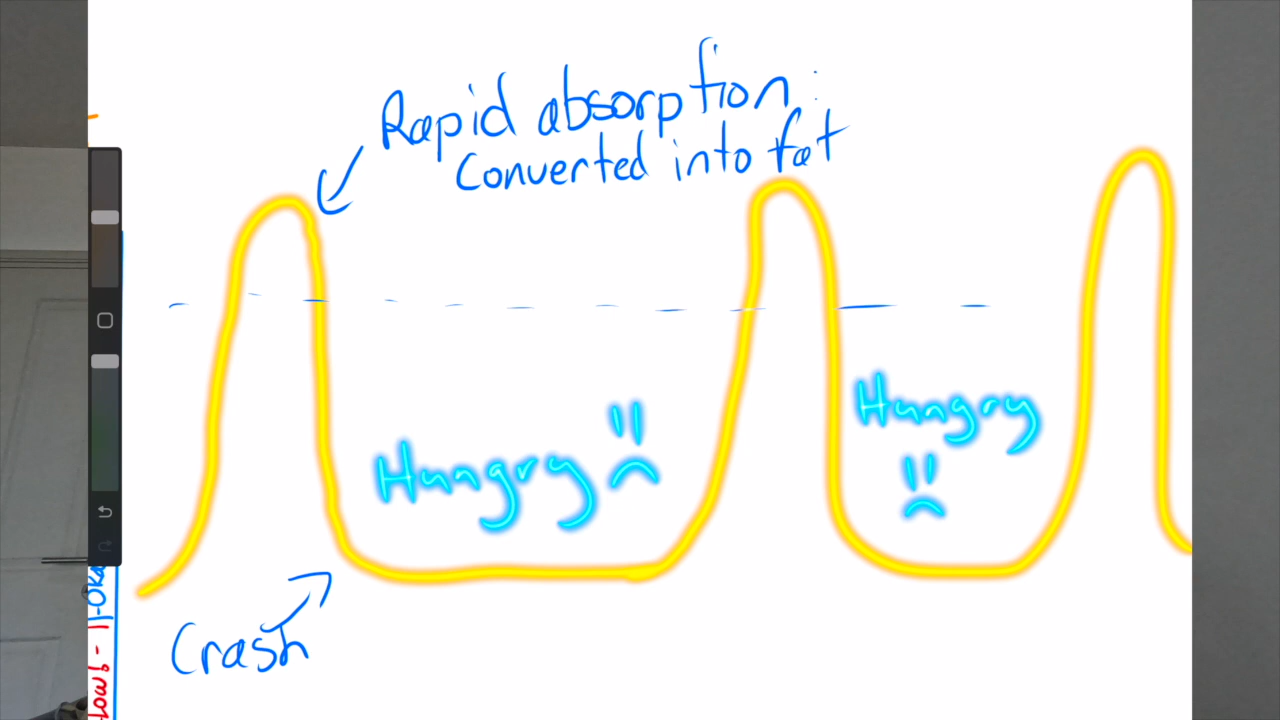 Rapid absorption:
Converted into fat
Hungry
Hungry
Crash